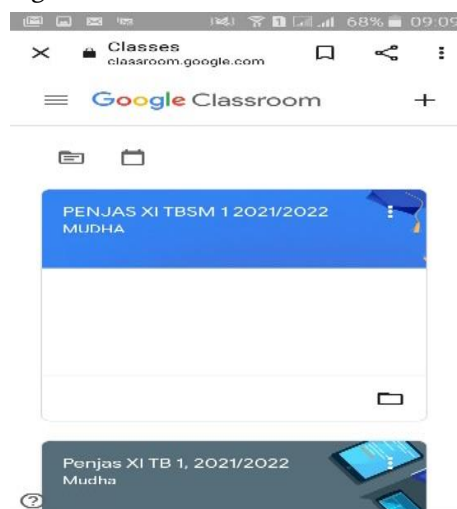 68% 09:09
Classes
classroom.google.com
Google Classroom
PENJAS XI TBSM 1 2021/2022
MUDHA
Penjas XI TB 1, 2021/2022
Mudha